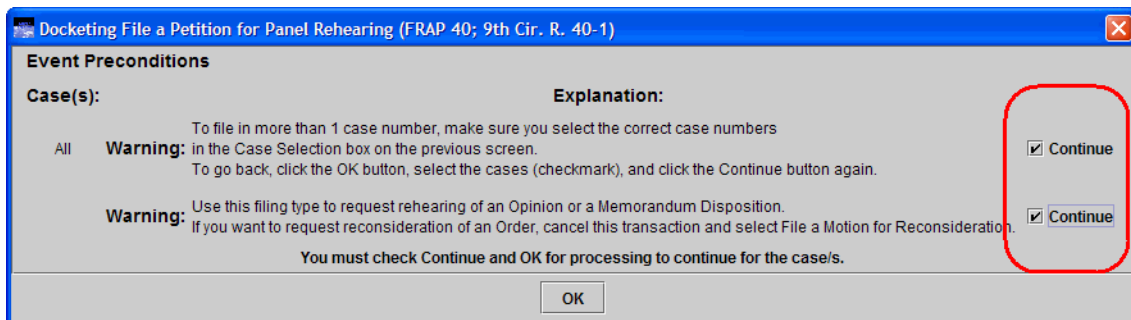 Docketing File a Petition for Panel Rehearing (FRAP 40; 9th Cir. R. 40-1)
Event Preconditions
Case(s): Explanation:
To file in more than 1 case number, make sure you select the correct case numbers
All Warning: in the Case Selection box on the previous screen. Continue
To go back, click the OK button, select the cases (checkmark), and click the Continue button again.
Warning: Use this filing type to request rehearing of an Opinion or a Memorandum Disposition. Continue
If you want to request reconsideration of an Order, cancel this transaction and select File a Motion for Reconsideration.
You must check Continue and OK for processing to continue for the case/s.
OK